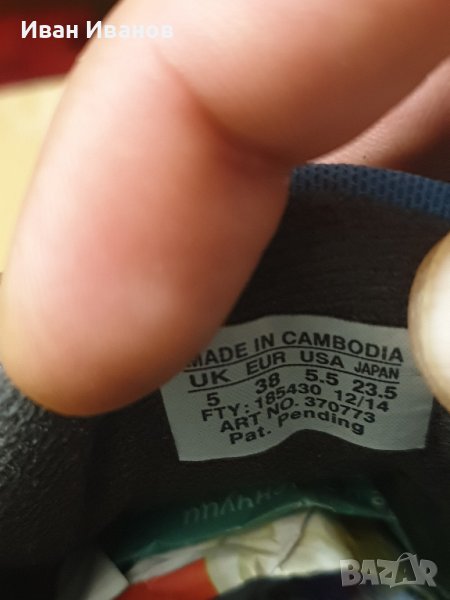 Иван Иванов
MADE IN CAMBODIA
UK EUR USA JAPAN
5 38 5.5 23.5
FTY: 185430 12/14
ART NO. 370773
Pat. Pending
BAZAR